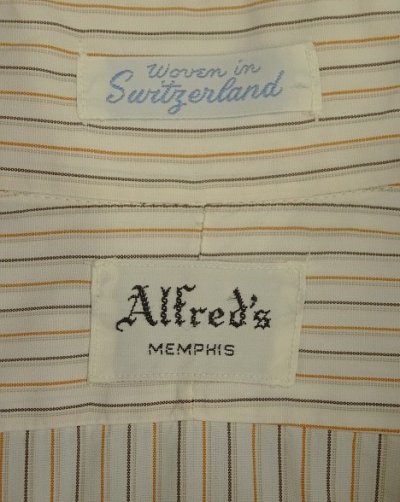 Woven in
Switzerland
Alfred's
MEMPHIS